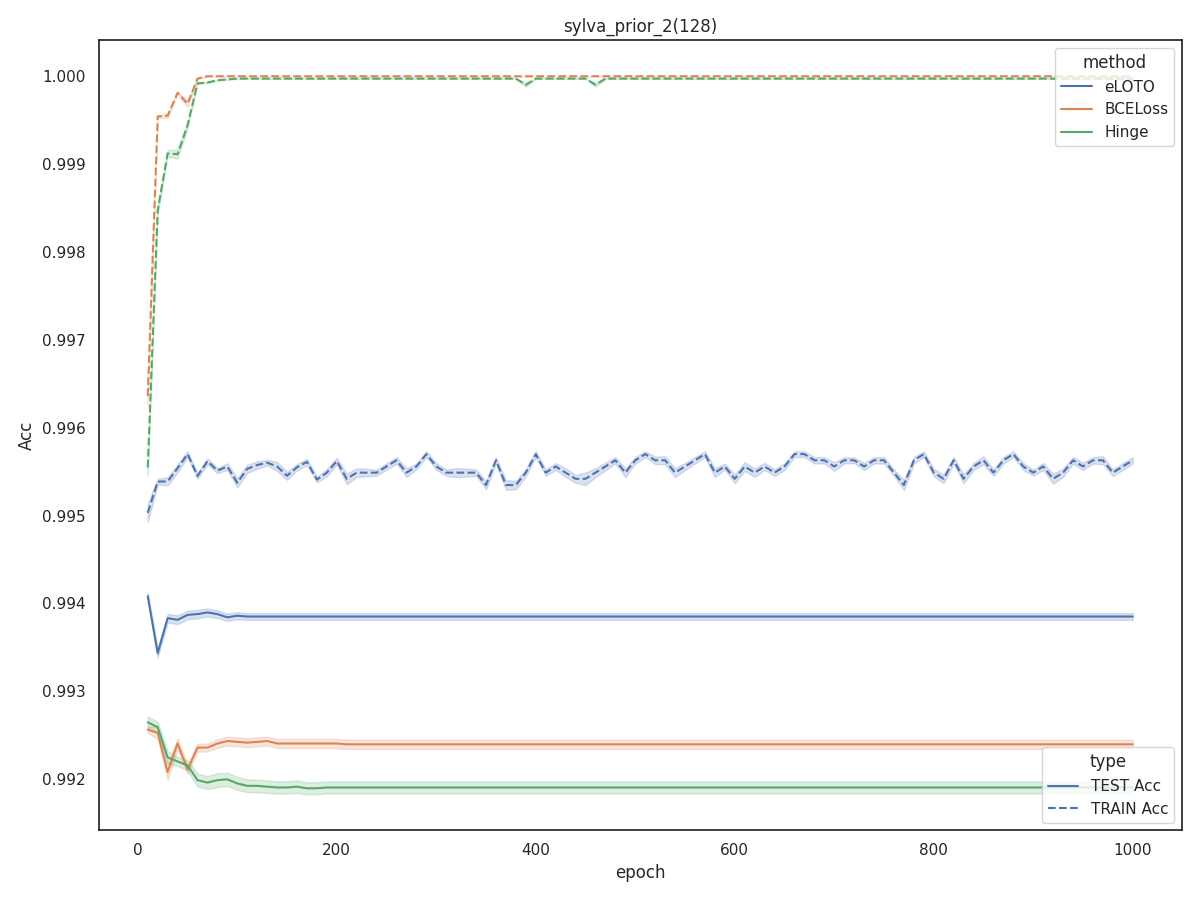 sylva_prior_2(128)
1.000
0.999
0.998
0.997
0.996
0.995
0.994
0.993
0.992
Acc
0
200
400
600
800
1000
epoch
method
eLOTO
BCELoss
Hinge
type
TEST Acc
TRAIN Acc